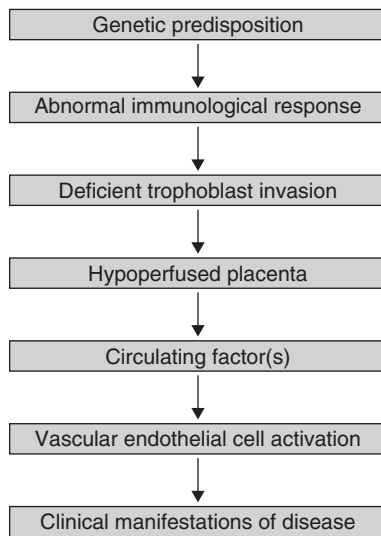 Genetic predisposition
Abnormal immunological response
Deficient trophoblast invasion
Hypoperfused placenta
Circulating factor(s)
Vascular endothelial cell activation
Clinical manifestations of disease